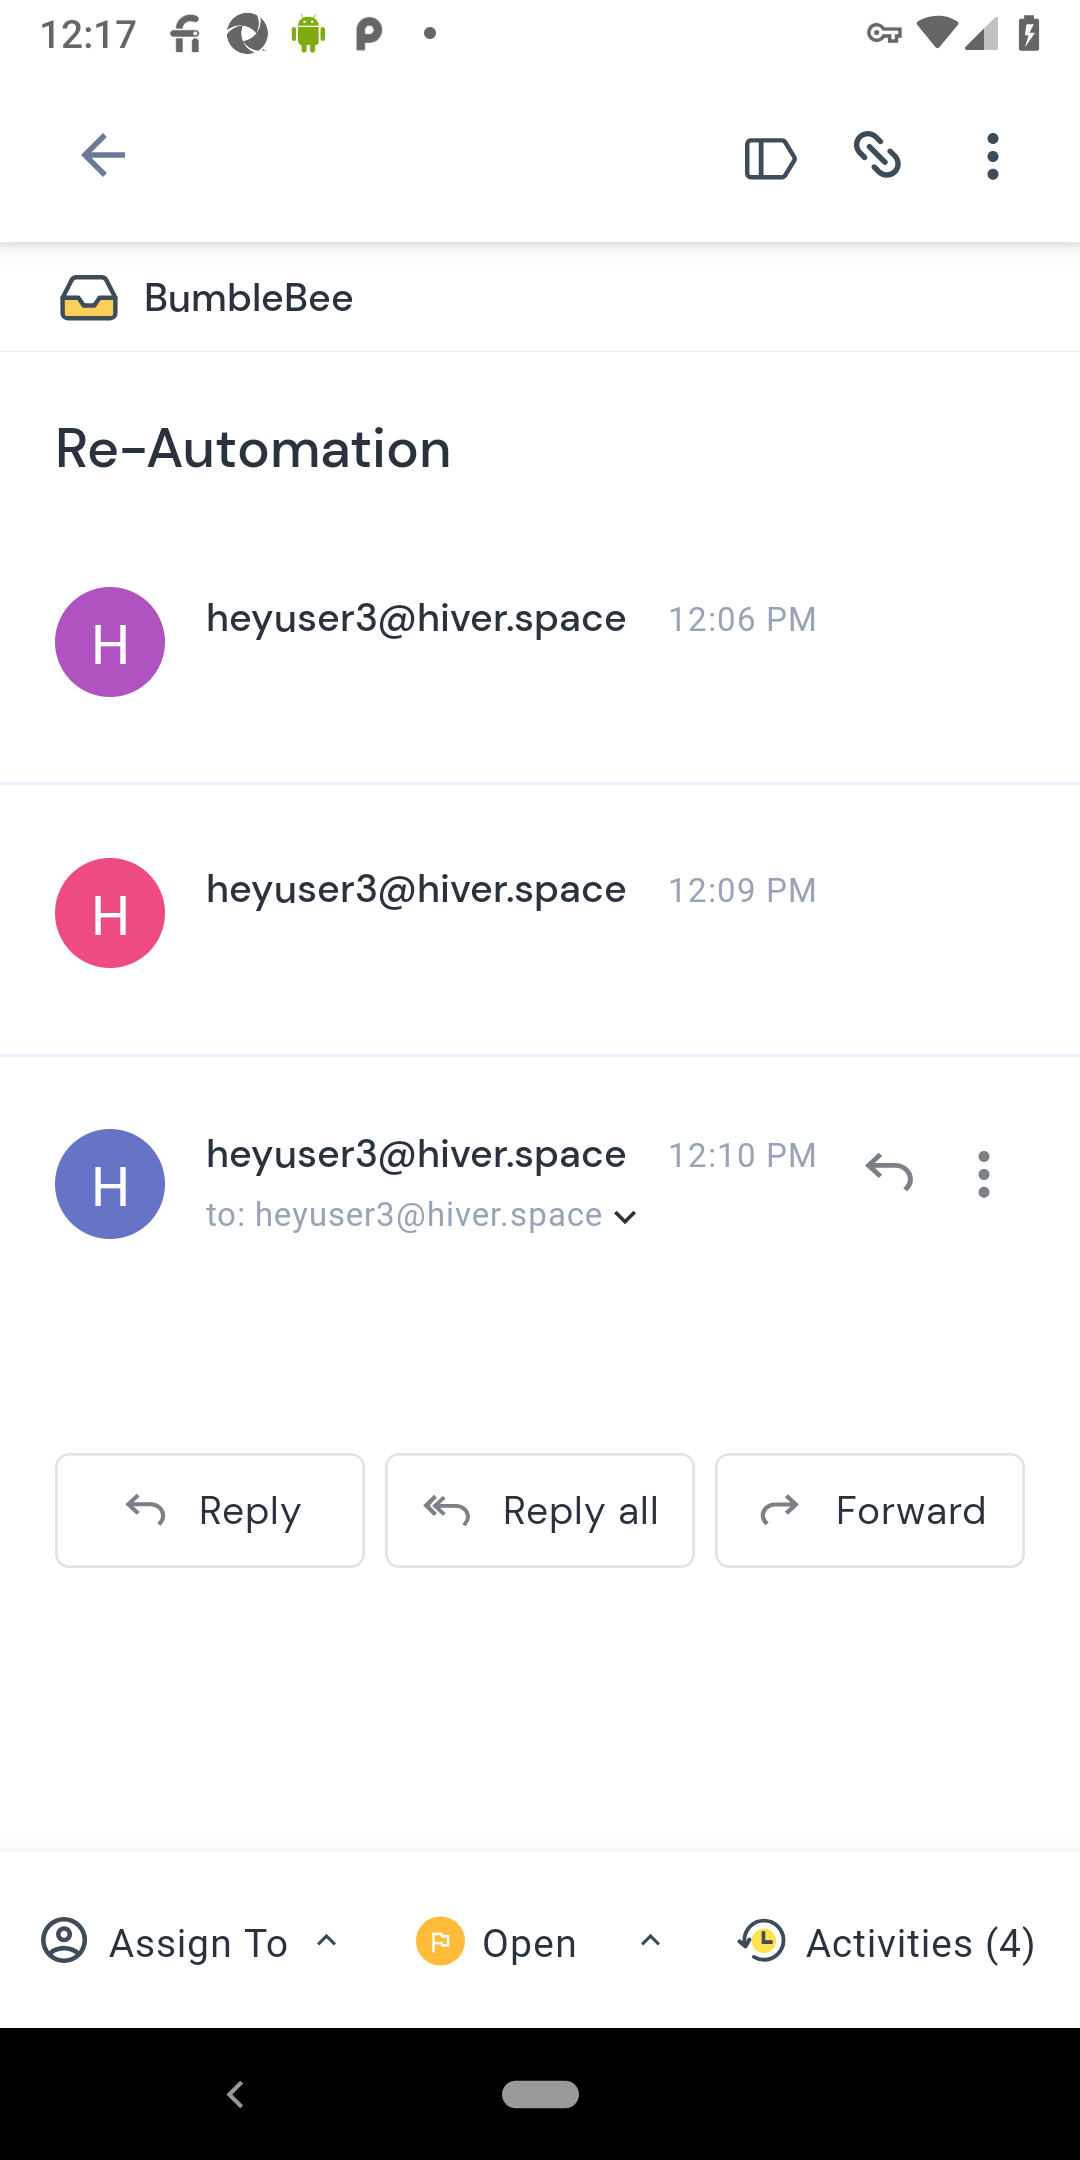 12:17
BumbleBee
Re-Automation
H heyuser3@hiver.space 12:06 PM
H heyuser3@hiver.space 12:09 PM
H heyuser3@hiver.space 12:10 PM
to: heyuser3@hiver.space
Reply Reply all Forward
Assign To Open Activities (4)